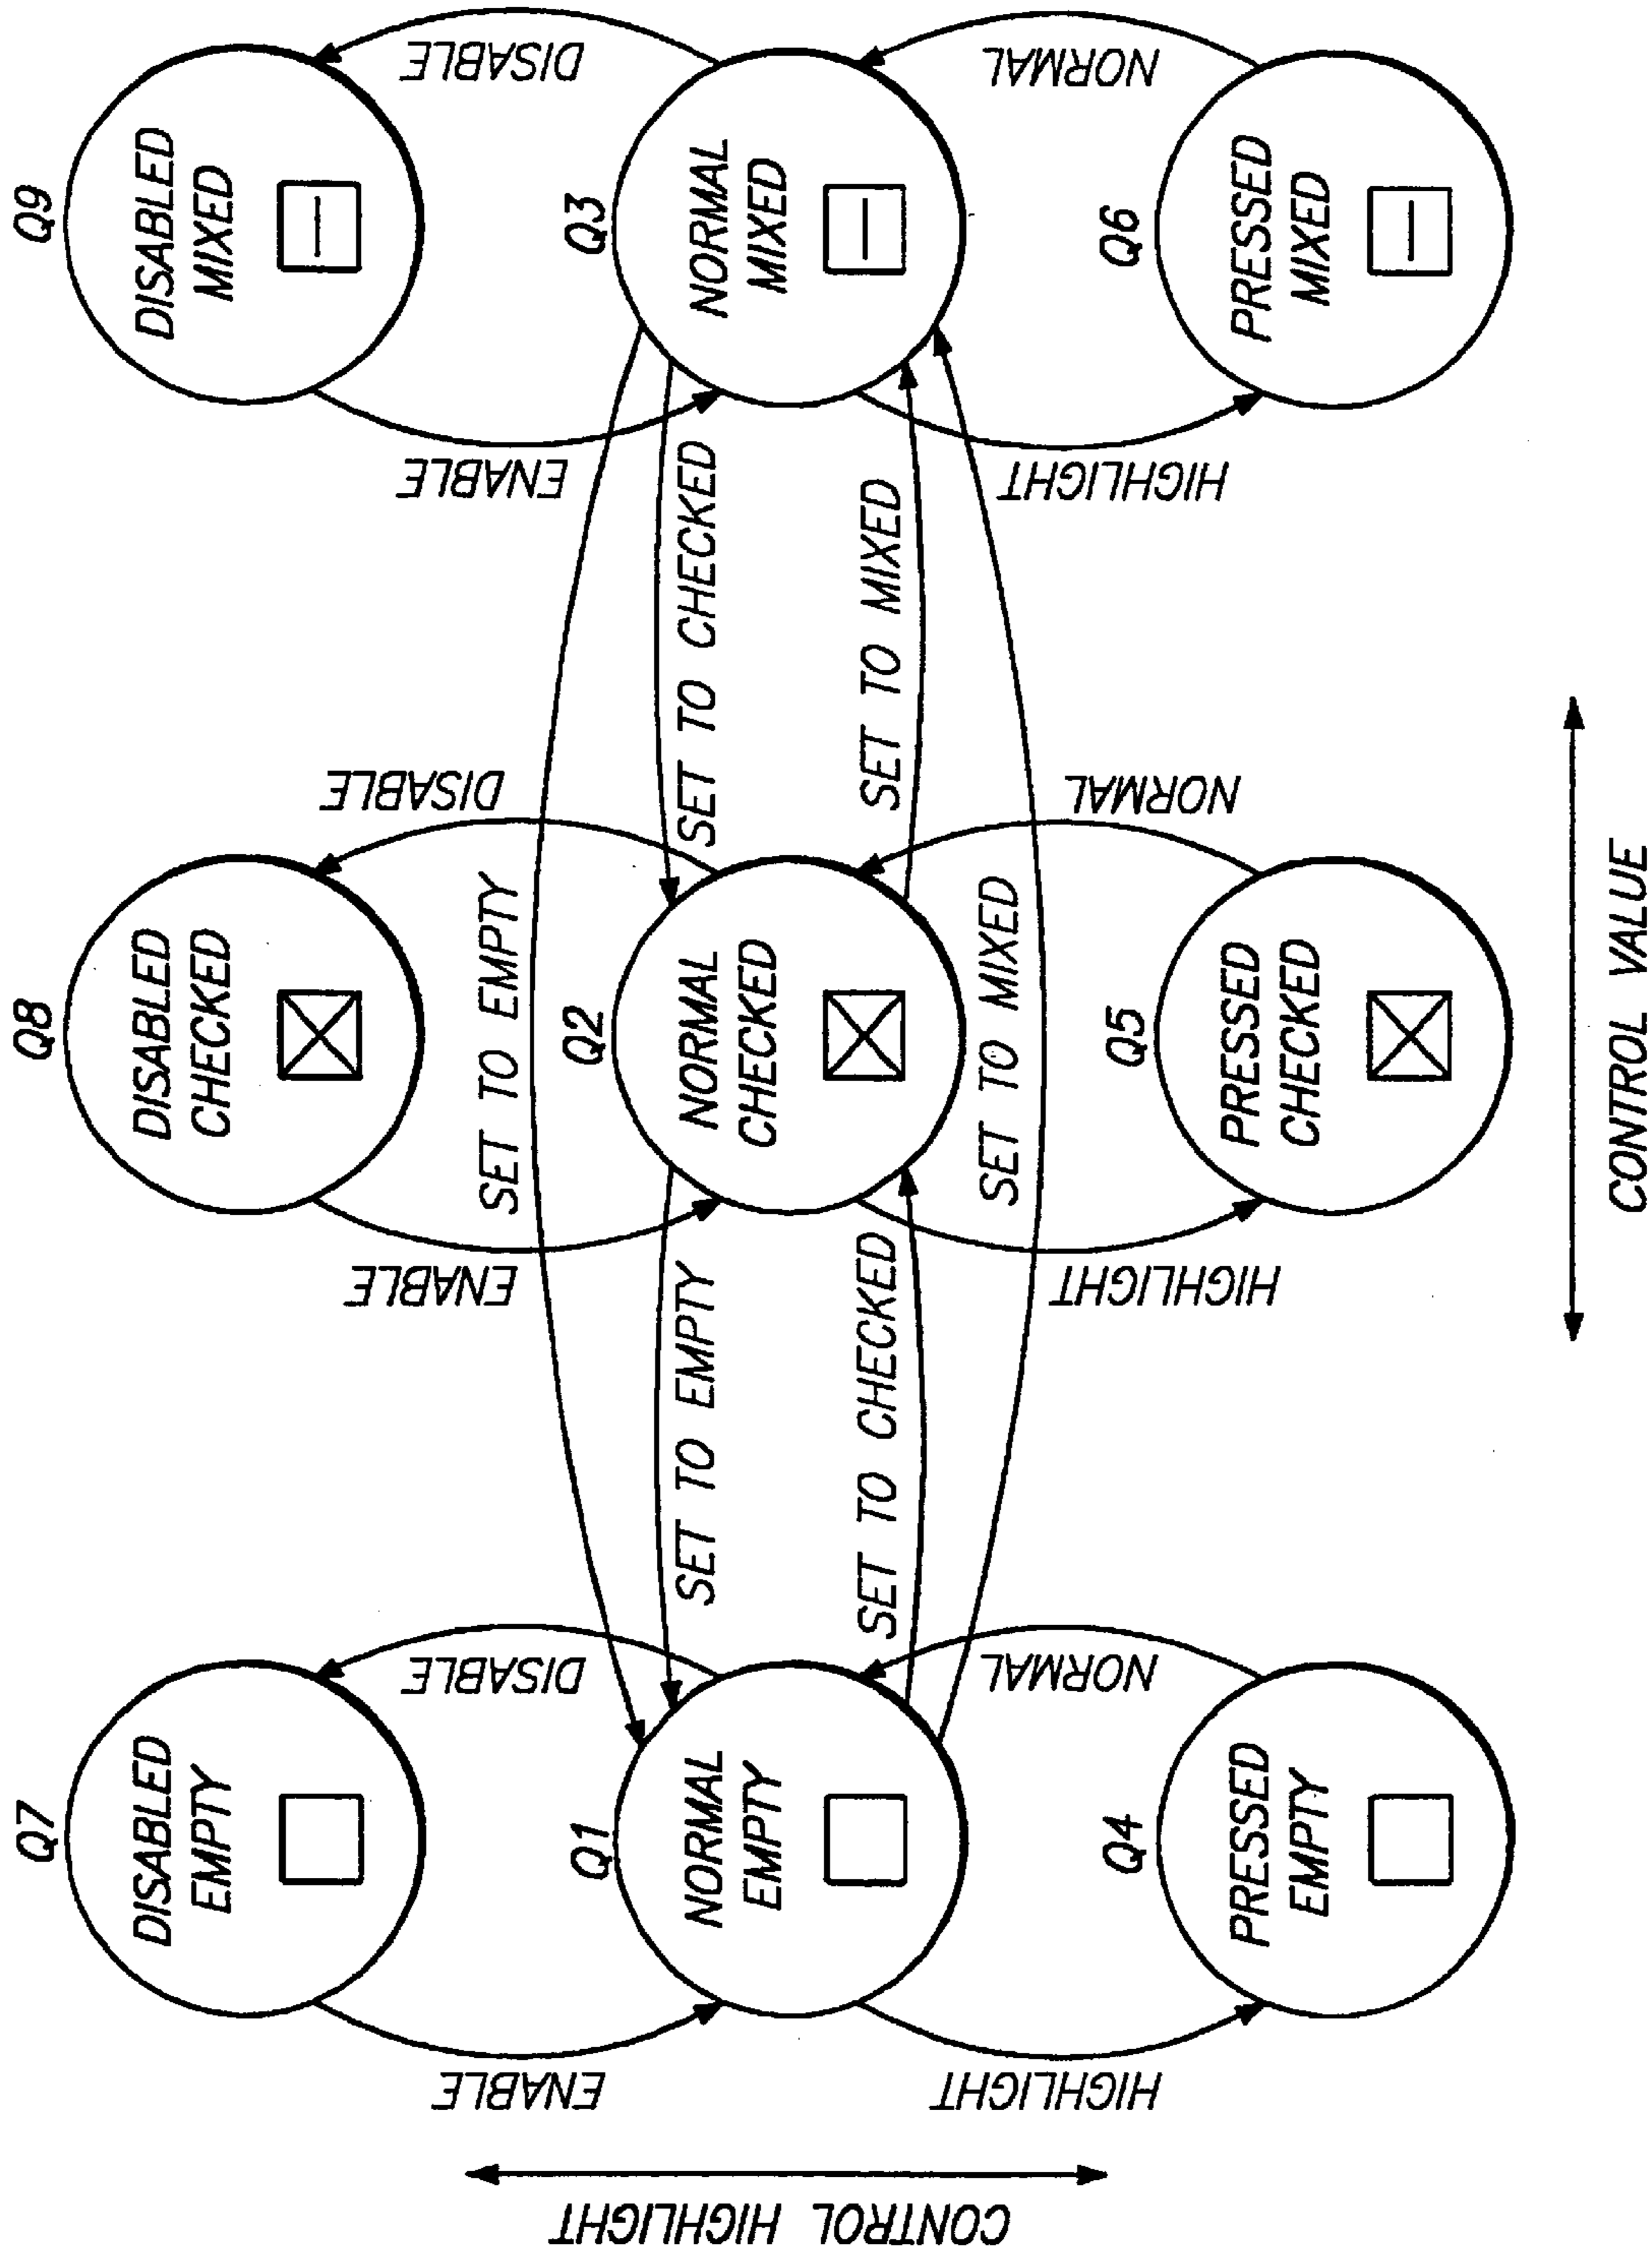 Q7
DISABLED
EMPTY
Q8
DISABLED
CHECKED
Q9
DISABLED
MIXED
ENABLE
DISABLE
ENABLE
DISABLE
ENABLE
DISABLE
SET TO EMPTY
Q1
NORMAL
EMPTY
Q2
NORMAL
CHECKED
Q3
NORMAL
MIXED
SET TO EMPTY
SET TO CHECKED
SET TO CHECKED
SET TO MIXED
SET TO MIXED
HIGHLIGHT
NORMAL
HIGHLIGHT
NORMAL
HIGHLIGHT
NORMAL
Q4
PRESSED
EMPTY
Q5
PRESSED
CHECKED
Q6
PRESSED
MIXED
CONTROL HIGHLIGHT
CONTROL VALUE